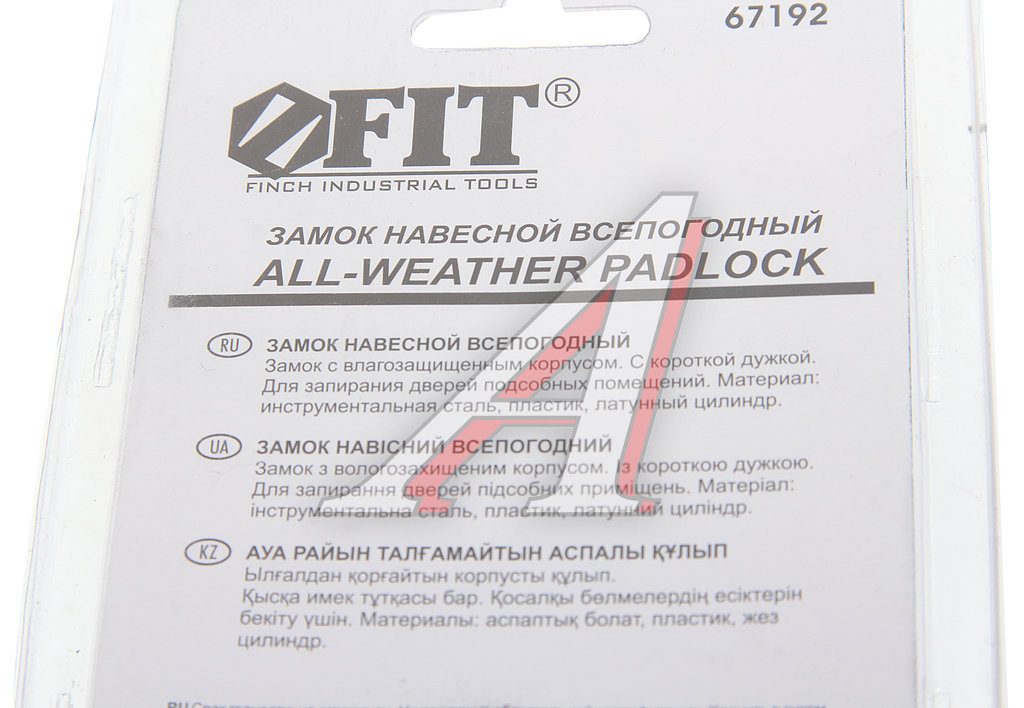 67192
FIT®
FINCH INDUSTRIAL TOOLS
ЗАМОК НАВЕСНОЙ ВСЕПОГОДНЫЙ
ALL-WEATHER PADLOCK
RU ЗАМОК НАВЕСНОЙ ВСЕПОГОДНЫЙ
Замок с влагозащищенным корпусом. С короткой дужкой.
Для запирания дверей подсобных помещений. Материал:
инструментальная сталь, пластик, латунный цилиндр.
UA ЗАМОК НАВІСНИЙ ВСЕПОГОДНИЙ
Замок з вологозахищеним корпусом. Із короткою дужкою.
Для запирання дверей підсобних приміщень. Матеріал:
інструментальна сталь, пластик, латунний циліндр.
KZ АУА РАЙЫН ТАЛҒАМАЙТЫН АСПАЛЫ ҚҰЛЫП
Ылғалдан қорғайтын корпусты құлып.
Қысқа имек тұтқасы бар. Қосалқы бөлмелердің есіктерін
бекіту үшін. Материалы: аспаптық болат, пластик, жез
цилиндр.